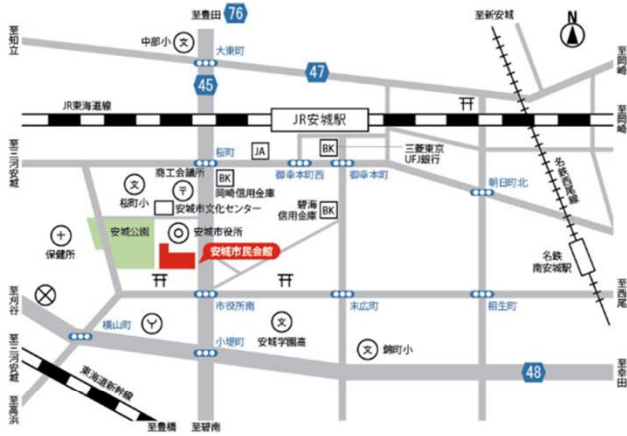 至豊田
76
至新安城
N
至知立
中部小
文
大東町
45
47
至岡崎
JR東海道線
JR安城駅
至岡崎
至三河安城
桜町
JA
BK
三菱東京
UFJ銀行
商工会議所
御幸本町西
御幸本町
名鉄西尾線
文
〒
BK
岡崎信用金庫
朝日町北
桜町小
安城市文化センター
碧海
信用金庫
BK
安城公園
安城市役所
保健所
安城市民会館
名鉄
南安城駅
至刈谷
市役所南
末広町
相生町
至西尾
横山町
Y
文
安城学園高
小堤町
文
錦町小
至三河安城
東海道新幹線
48
至幸田
至高浜
至豊橋
至碧南